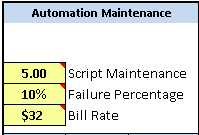 Automation Maintenance
5.00 Script Maintenance
10% Failure Percentage
$32 Bill Rate